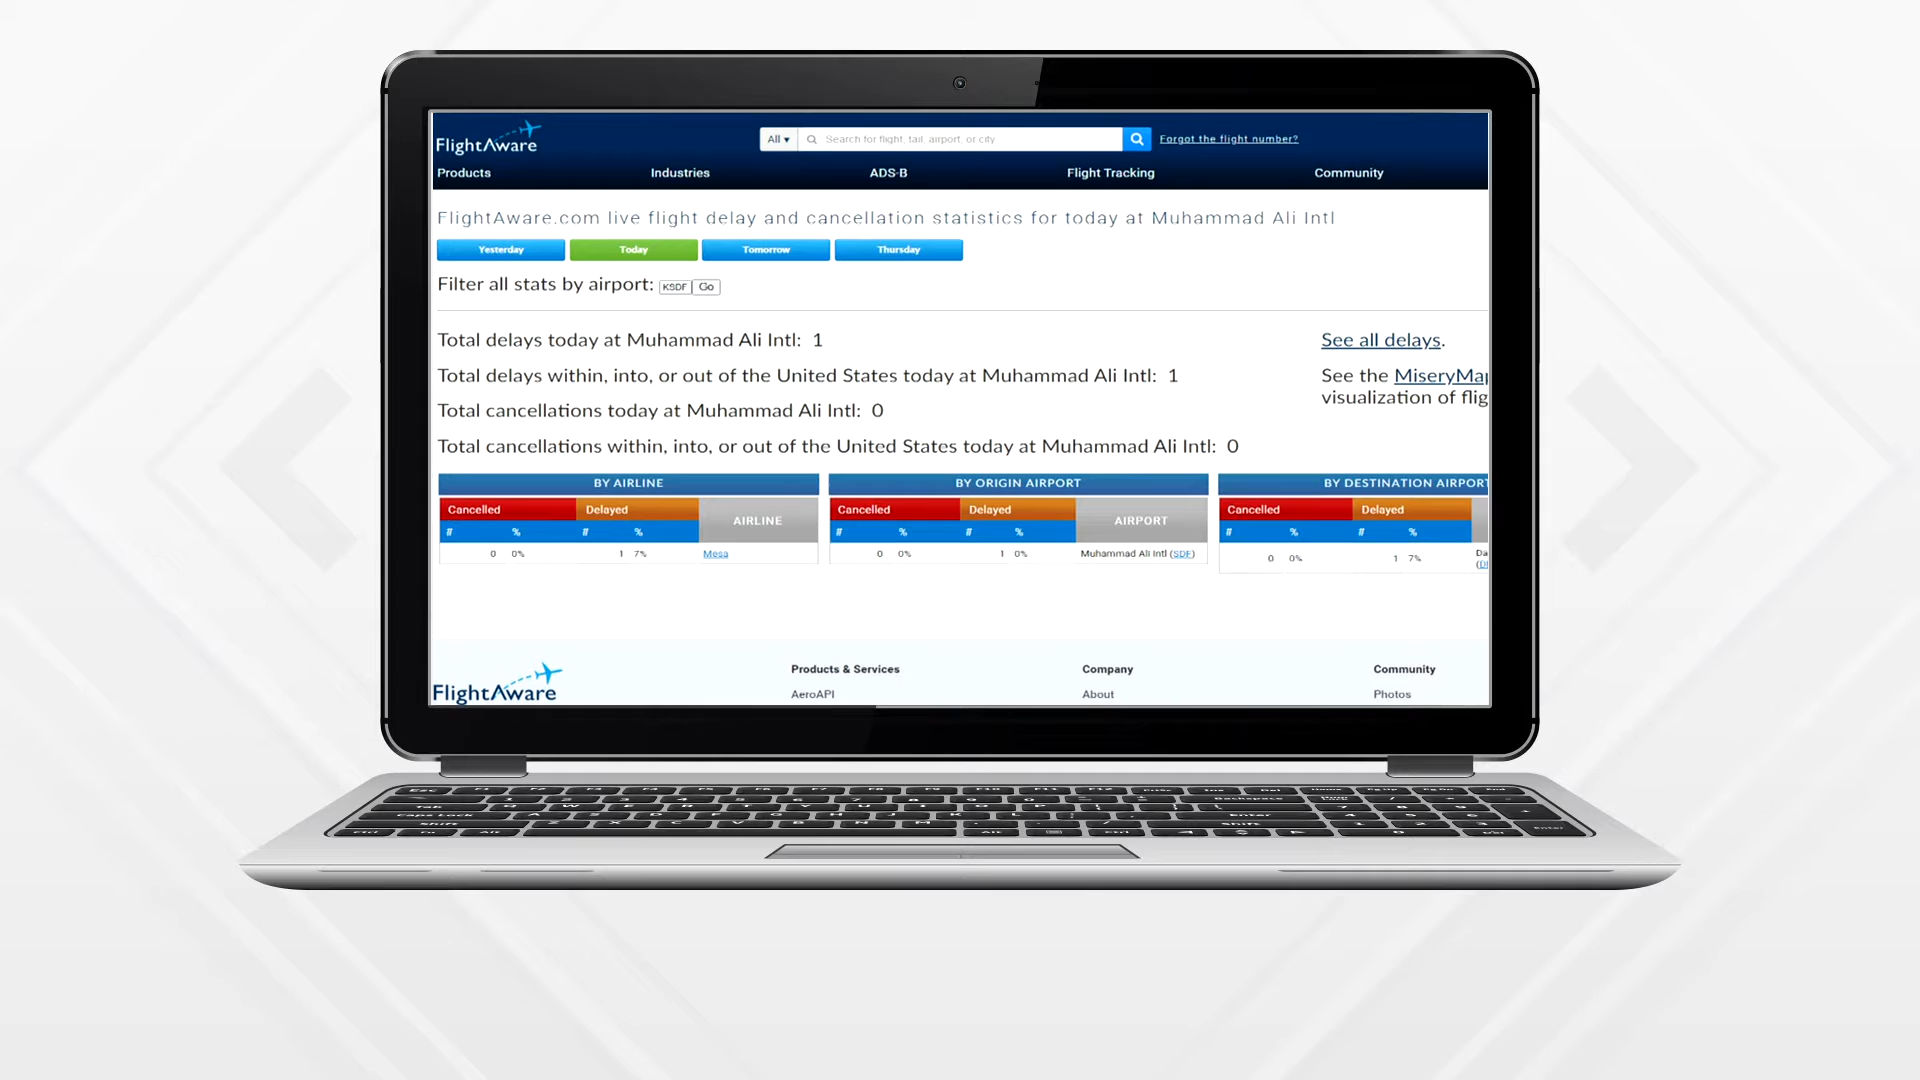 FlightAware
All ▾ Search for flight, tail, airport, or city
Forgot the flight number?
Products Industries ADS-B Flight Tracking Community
FlightAware.com live flight delay and cancellation statistics for today at Muhammad Ali Intl
Yesterday Today Tomorrow Thursday
Filter all stats by airport: KSDF Go
Total delays today at Muhammad Ali Intl: 1
See all delays.
Total delays within, into, or out of the United States today at Muhammad Ali Intl: 1
See the MiseryMap
visualization of flig
Total cancellations today at Muhammad Ali Intl: 0
Total cancellations within, into, or out of the United States today at Muhammad Ali Intl: 0
BY AIRLINE
Cancelled Delayed AIRLINE
# % # %
0 0% 1 7% Mesa
BY ORIGIN AIRPORT
Cancelled Delayed AIRPORT
# % # %
0 0% 1 0% Muhammad Ali Intl (SDF)
BY DESTINATION AIRPORT
Cancelled Delayed
# % # %
0 0% 1 7% Da
FlightAware
Products & Services Company Community
AeroAPI About Photos